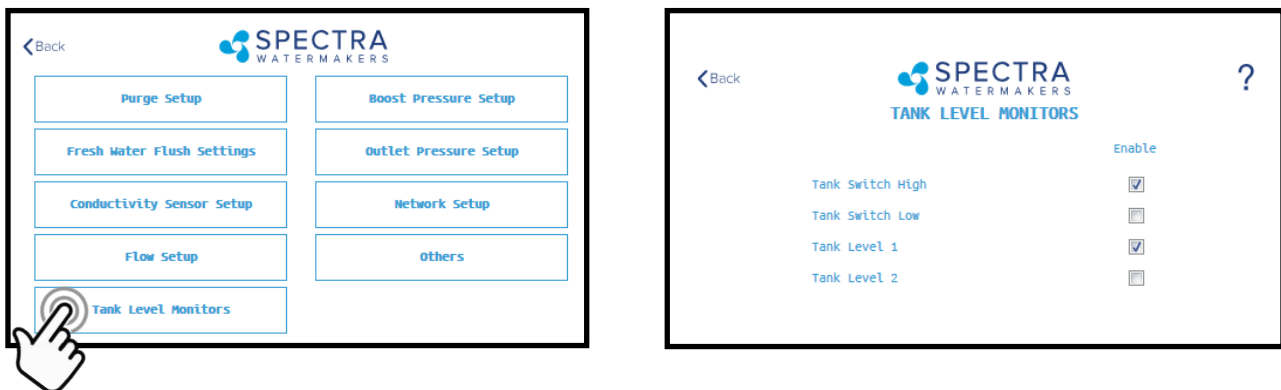 Back
SPECTRA
WATERMAKERS
Purge Setup
Boost Pressure Setup
Fresh Water Flush Settings
Outlet Pressure Setup
Conductivity Sensor Setup
Network Setup
Flow Setup
Others
Tank Level Monitors
Back
SPECTRA
WATERMAKERS
?
TANK LEVEL MONITORS
Enable
Tank Switch High
Tank Switch Low
Tank Level 1
Tank Level 2